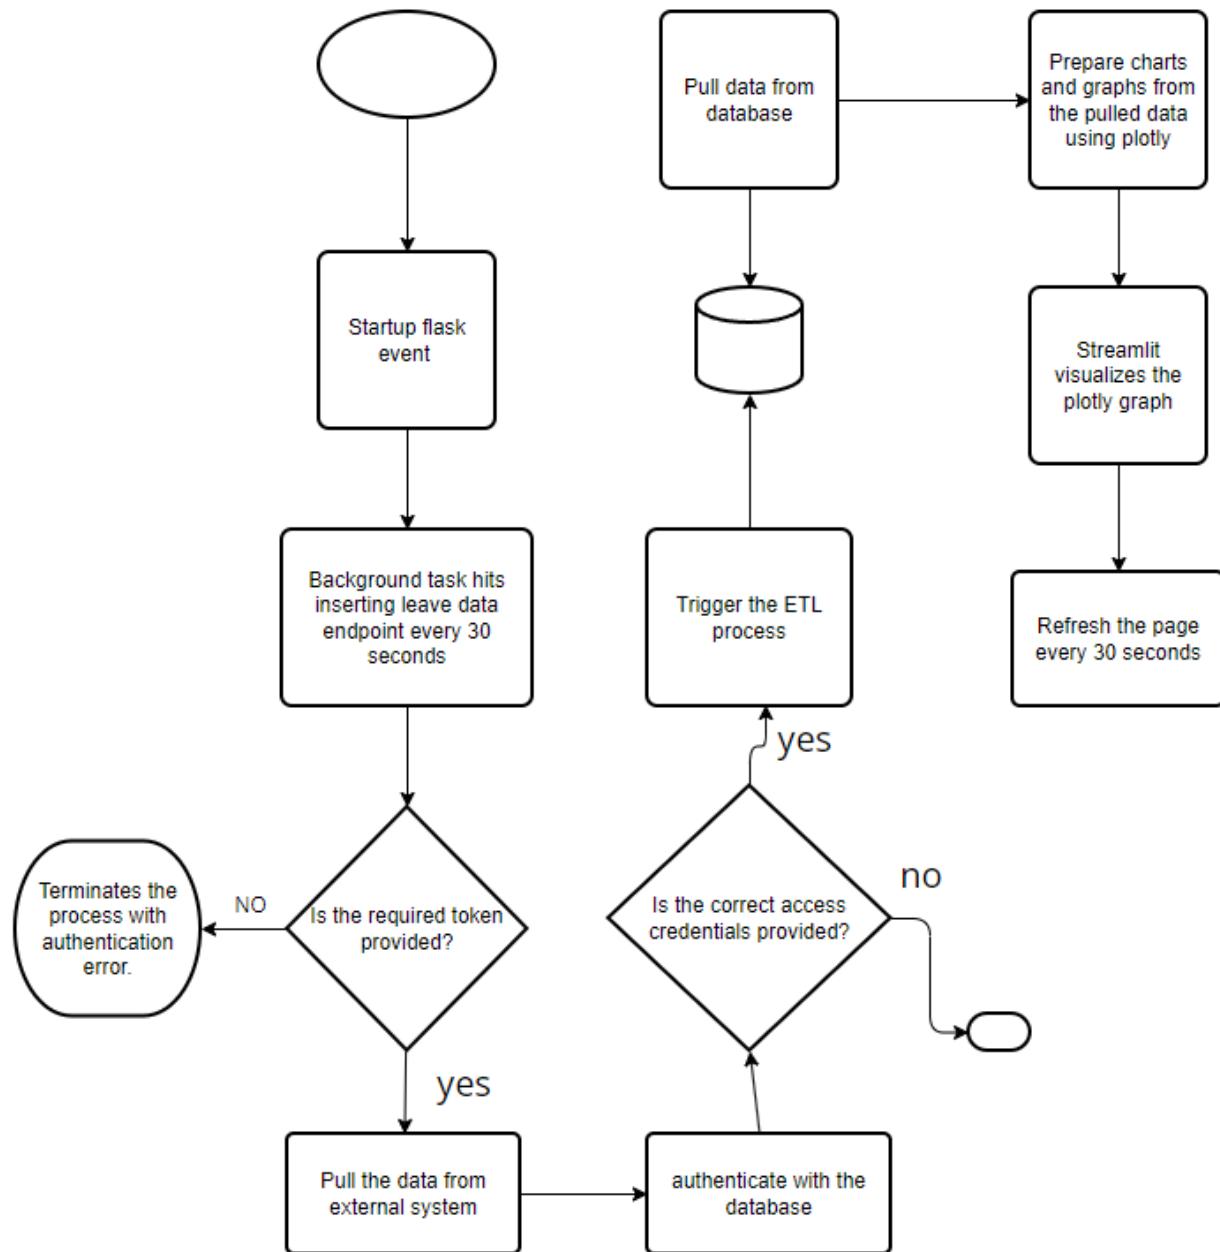 Startup flask
event
Background task hits
inserting leave data
endpoint every 30
seconds
Is the required token
provided?
NO
Terminates the
process with
authentication
error.
yes
Pull the data from
external system
authenticate with the
database
Is the correct access
credentials provided?
no
yes
Trigger the ETL
process
Pull data from
database
Prepare charts
and graphs from
the pulled data
using plotly
Streamlit
visualizes the
plotly graph
Refresh the page
every 30 seconds